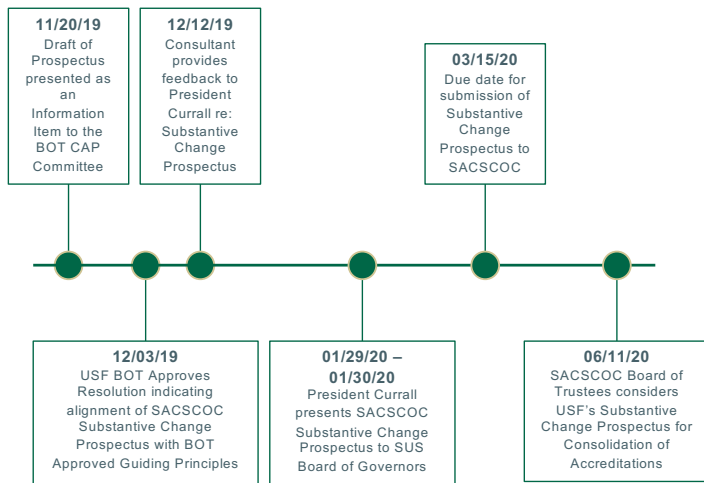 11/20/19
Draft of
Prospectus
presented as
an
Information
Item to the
BOT CAP
Committee
12/12/19
Consultant
provides
feedback to
President
Currall re:
Substantive
Change
Prospectus
03/15/20
Due date for
submission of
Substantive
Change
Prospectus to
SACSCOC
12/03/19
USF BOT Approves
Resolution indicating
alignment of SACSCOC
Substantive Change
Prospectus with BOT
Approved Guiding Principles
01/29/20 –
01/30/20
President Currall
presents SACSCOC
Substantive Change
Prospectus to SUS
Board of Governors
06/11/20
SACSCOC Board of
Trustees considers
USF's Substantive
Change Prospectus for
Consolidation of
Accreditations